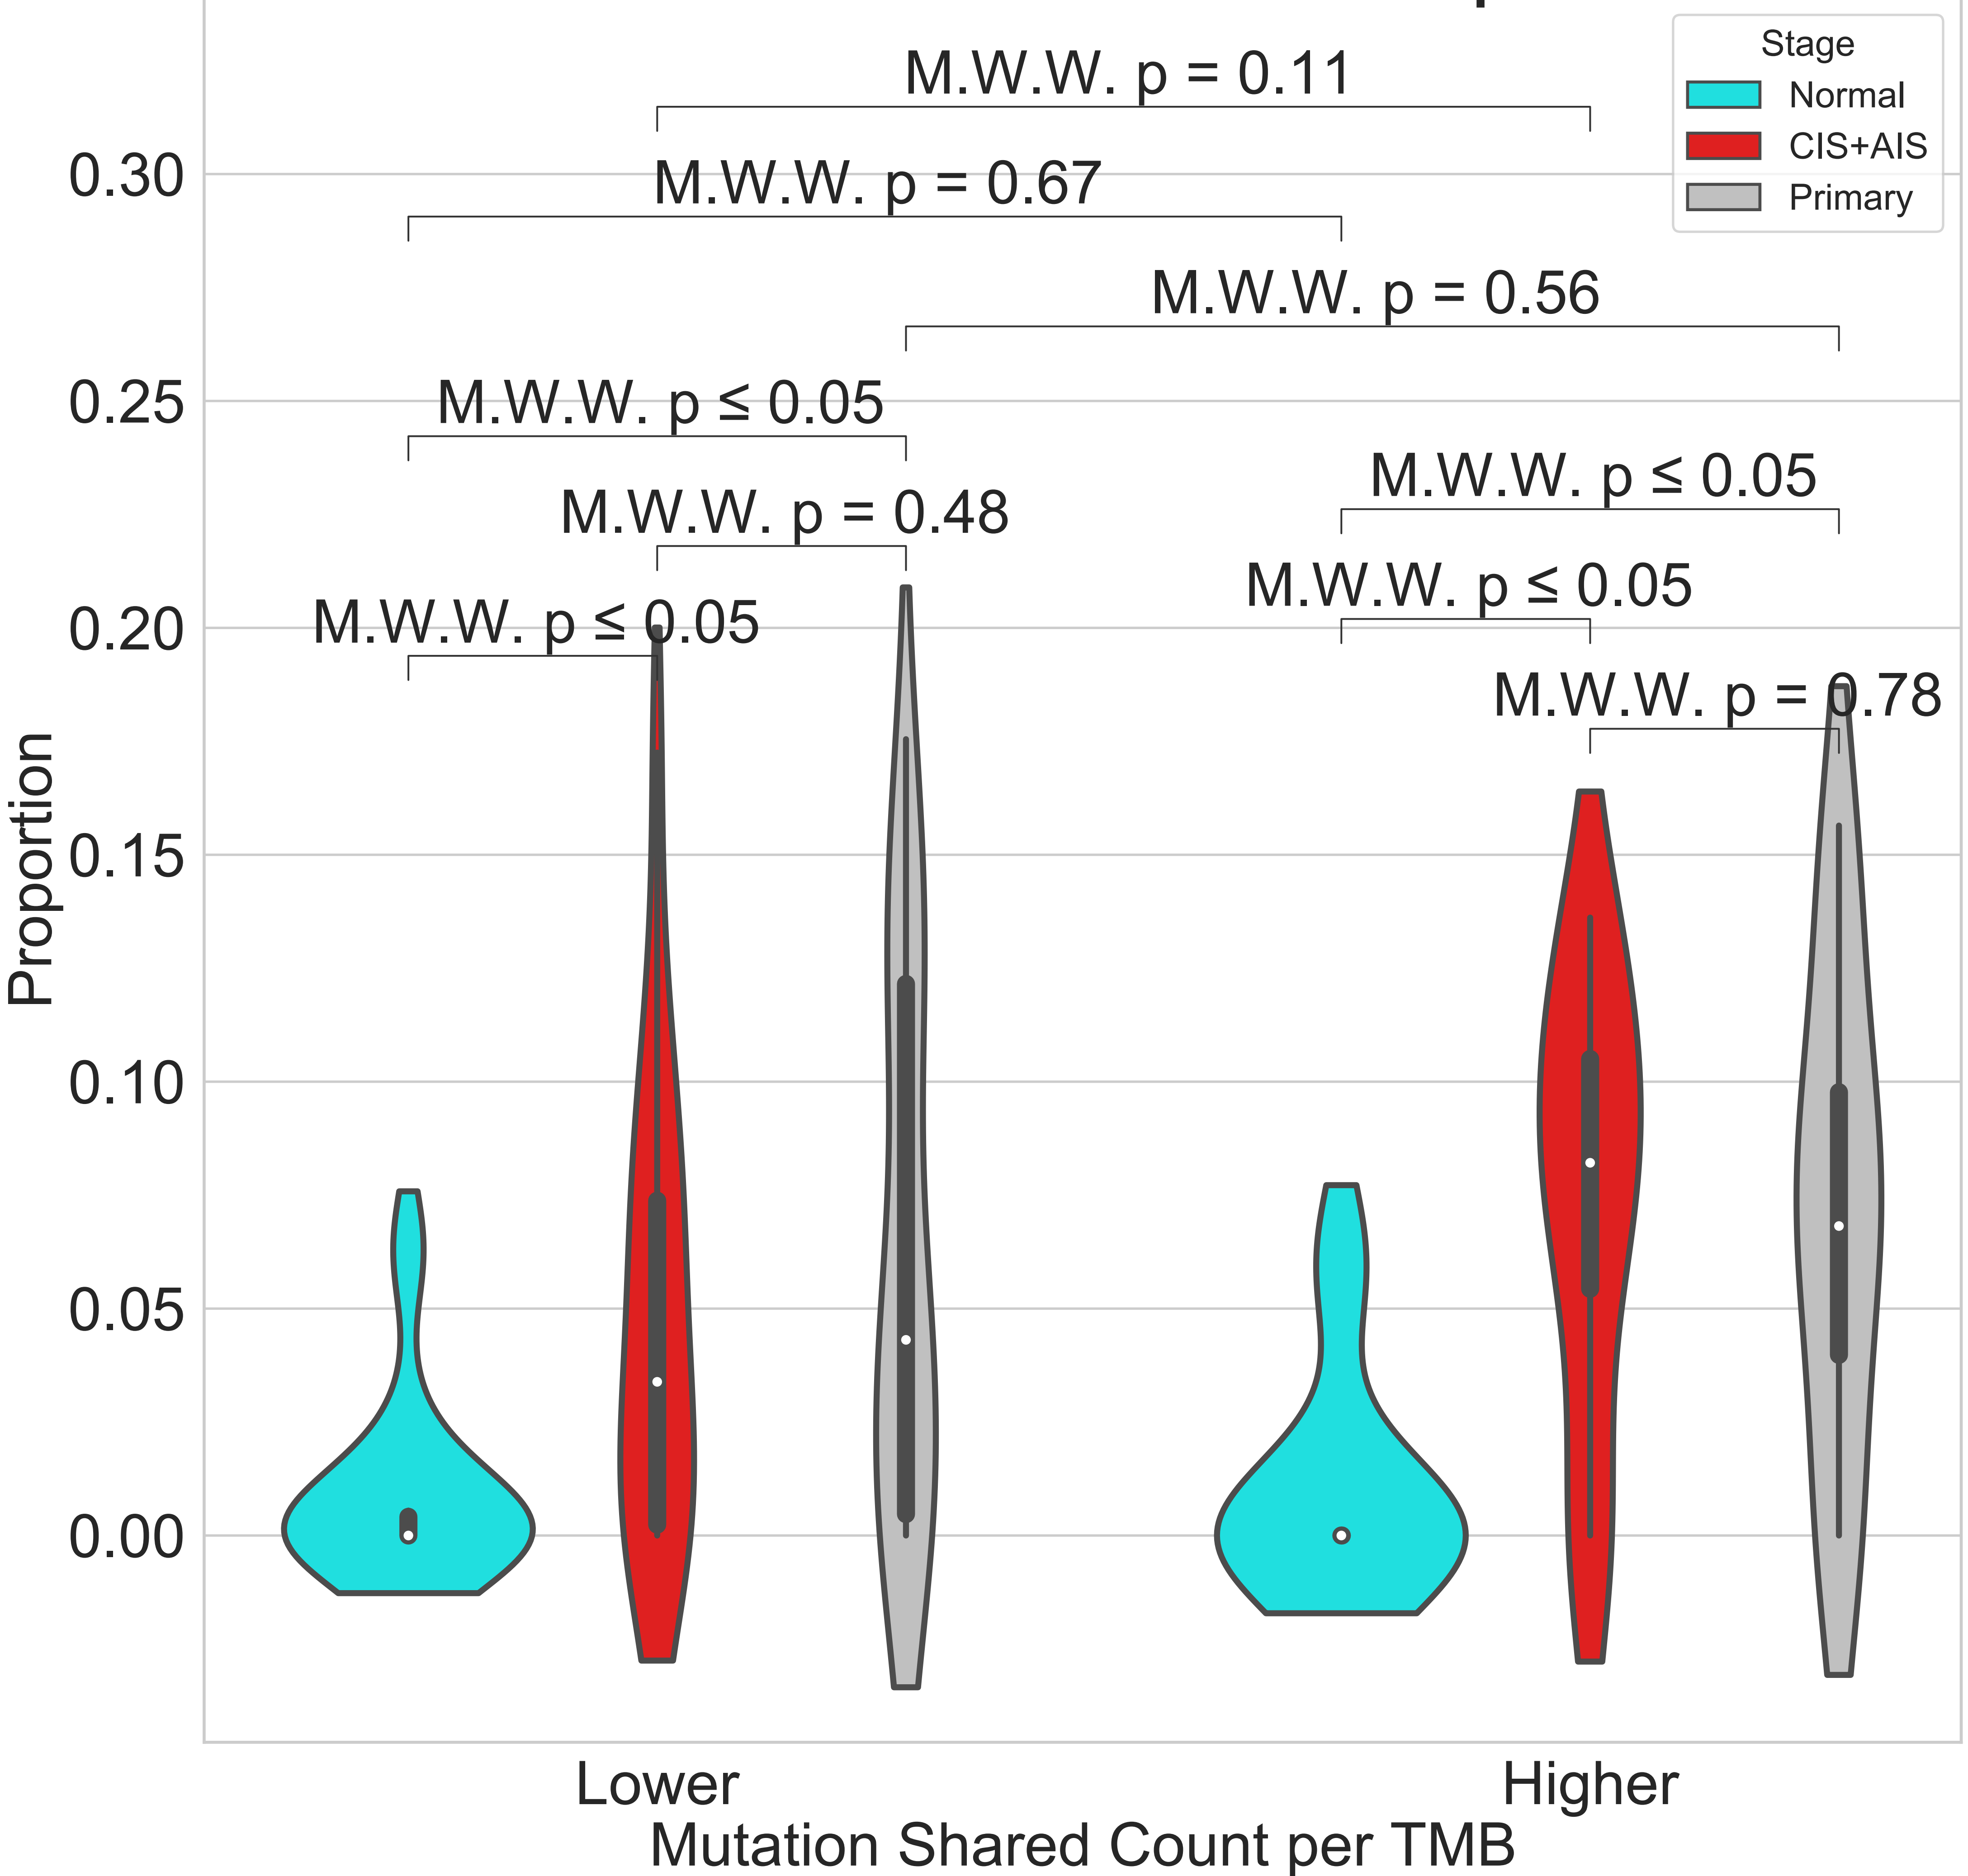 Stage
Normal
CIS+AIS
Primary
M.W.W. p = 0.11
M.W.W. p = 0.67
M.W.W. p = 0.56
M.W.W. p ≤ 0.05
M.W.W. p ≤ 0.05
M.W.W. p = 0.48
M.W.W. p ≤ 0.05
M.W.W. p ≤ 0.05
M.W.W. p = 0.78
0.30
0.25
0.20
0.15
0.10
0.05
0.00
Proportion
Lower
Higher
Mutation Shared Count per TMB